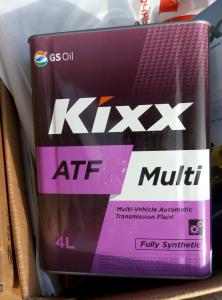 GS Oil
Kixx
ATF Multi
Multi-Vehicle Automatic
Transmission Fluid
4L
Fully Synthetic